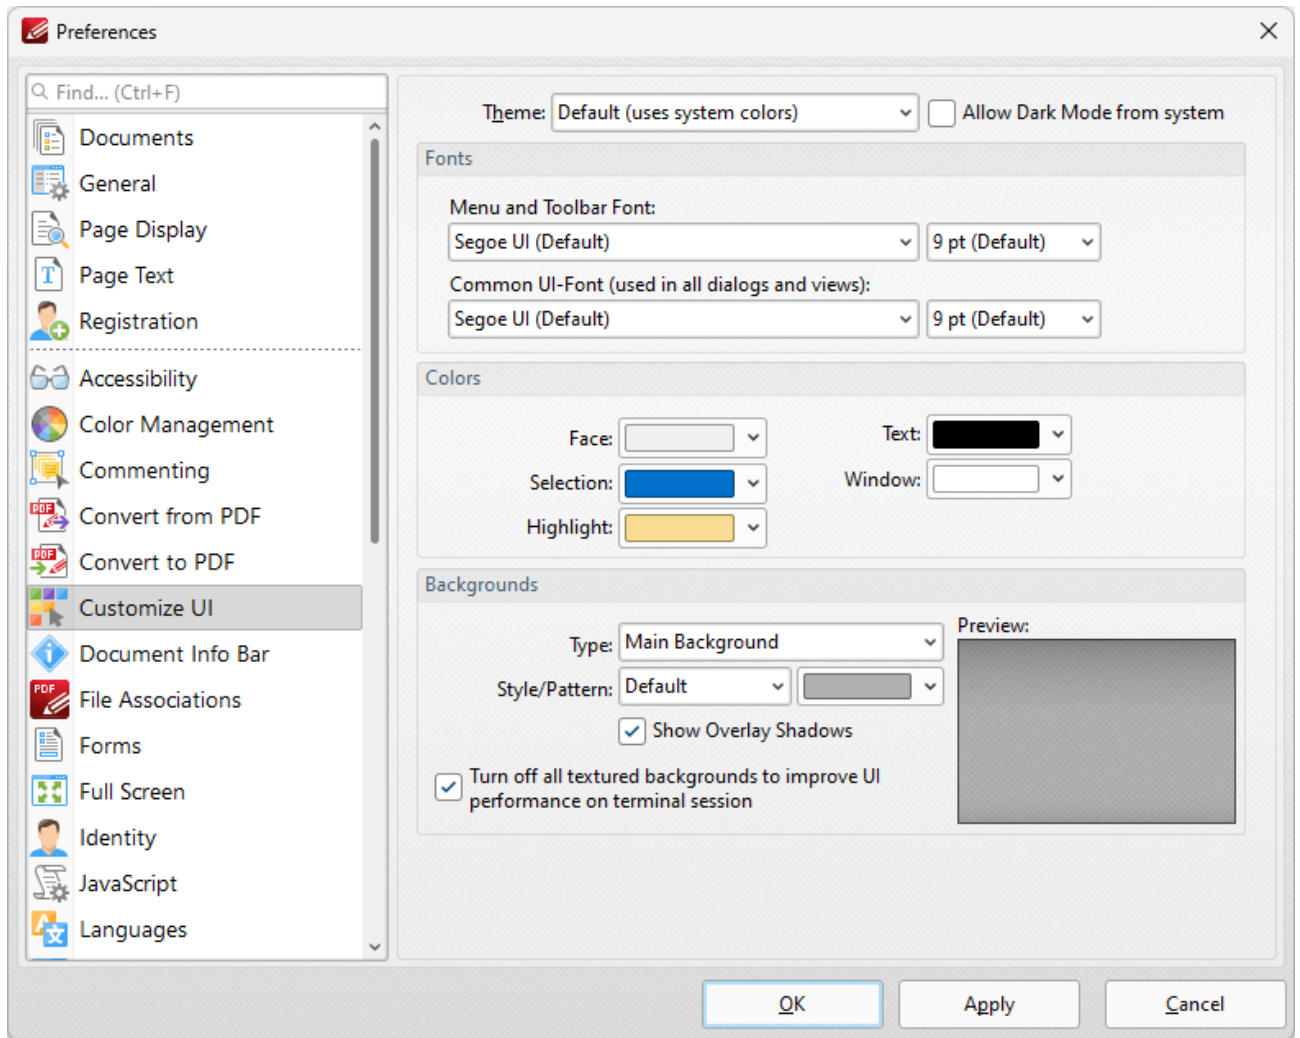 Preferences
Find... (Ctrl+F)
Documents
General
Page Display
Page Text
Registration
Accessibility
Color Management
Commenting
Convert from PDF
Convert to PDF
Customize UI
Document Info Bar
File Associations
Forms
Full Screen
Identity
JavaScript
Languages
Theme: Default (uses system colors) Allow Dark Mode from system
Fonts
Menu and Toolbar Font:
Segoe UI (Default) 9 pt (Default)
Common UI-Font (used in all dialogs and views):
Segoe UI (Default) 9 pt (Default)
Colors
Face: Text:
Selection: Window:
Highlight:
Backgrounds
Type: Main Background Preview:
Style/Pattern: Default
Show Overlay Shadows
Turn off all textured backgrounds to improve UI
performance on terminal session
OK Apply Cancel